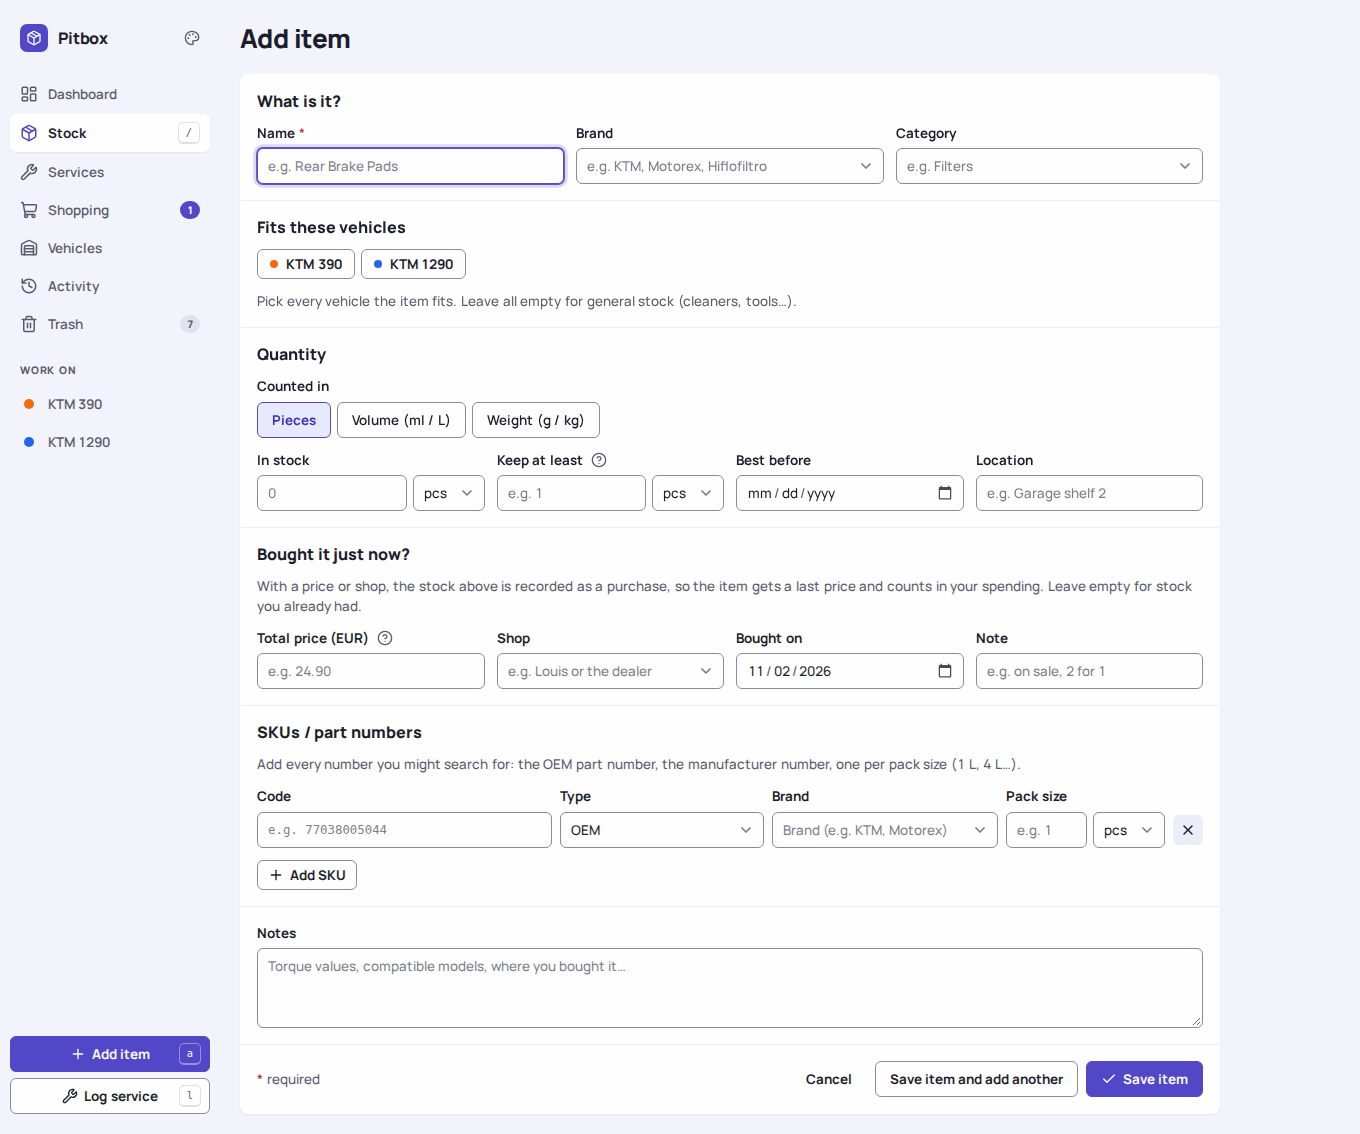 Pitbox
Dashboard
Stock /
Services
Shopping 1
Vehicles
Activity
Trash 7
WORK ON
KTM 390
KTM 1290
+ Add item a
Log service l
Add item
What is it?
Name * Brand Category
e.g. Rear Brake Pads e.g. KTM, Motorex, Hiflofiltro e.g. Filters
Fits these vehicles
KTM 390 KTM 1290
Pick every vehicle the item fits. Leave all empty for general stock (cleaners, tools…).
Quantity
Counted in
Pieces Volume (ml / L) Weight (g / kg)
In stock Keep at least ? Best before Location
0 pcs e.g. 1 pcs mm / dd / yyyy e.g. Garage shelf 2
Bought it just now?
With a price or shop, the stock above is recorded as a purchase, so the item gets a last price and counts in your spending. Leave empty for stock
you already had.
Total price (EUR) ? Shop Bought on Note
e.g. 24.90 e.g. Louis or the dealer 11 / 02 / 2026 e.g. on sale, 2 for 1
SKUs / part numbers
Add every number you might search for: the OEM part number, the manufacturer number, one per pack size (1 L, 4 L…).
Code Type Brand Pack size
e.g. 77038005044 OEM Brand (e.g. KTM, Motorex) e.g. 1 pcs
+ Add SKU
Notes
Torque values, compatible models, where you bought it…
* required Cancel Save item and add another Save item